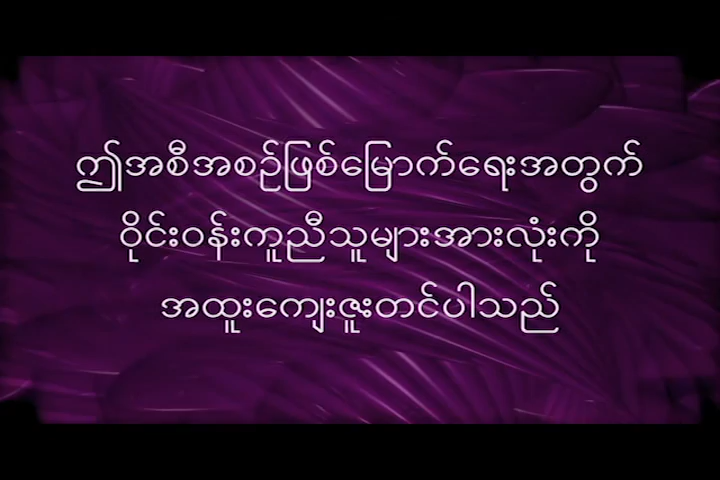 ဤအစီအစဉ်ဖြစ်မြောက်ရေးအတွက်
ဝိုင်းဝန်းကူညီသူများအားလုံးကို
အထူးကျေးဇူးတင်ပါသည်